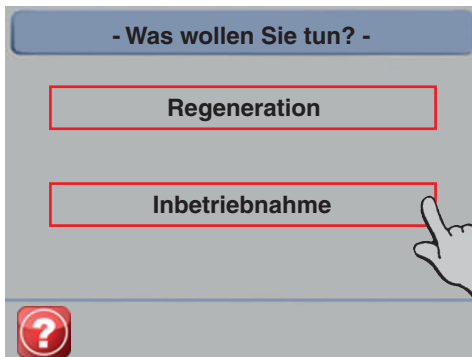 - Was wollen Sie tun? -
Regeneration
Inbetriebnahme
?